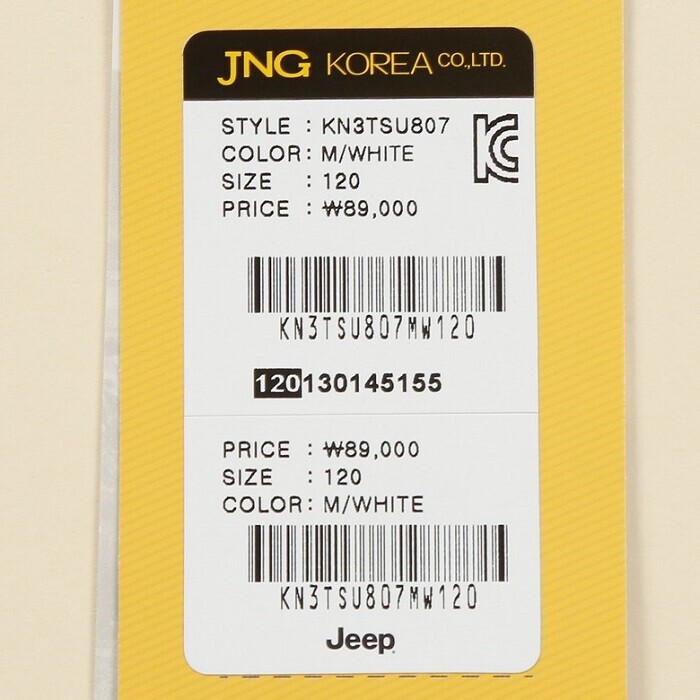 JNG KOREA CO.,LTD.
STYLE : KN3TSU807
COLOR : M/WHITE
SIZE : 120
PRICE : ₩89,000
KC
KN3TSU807MW120
120130145155
PRICE : ₩89,000
SIZE : 120
COLOR : M/WHITE
KN3TSU807MW120
Jeep